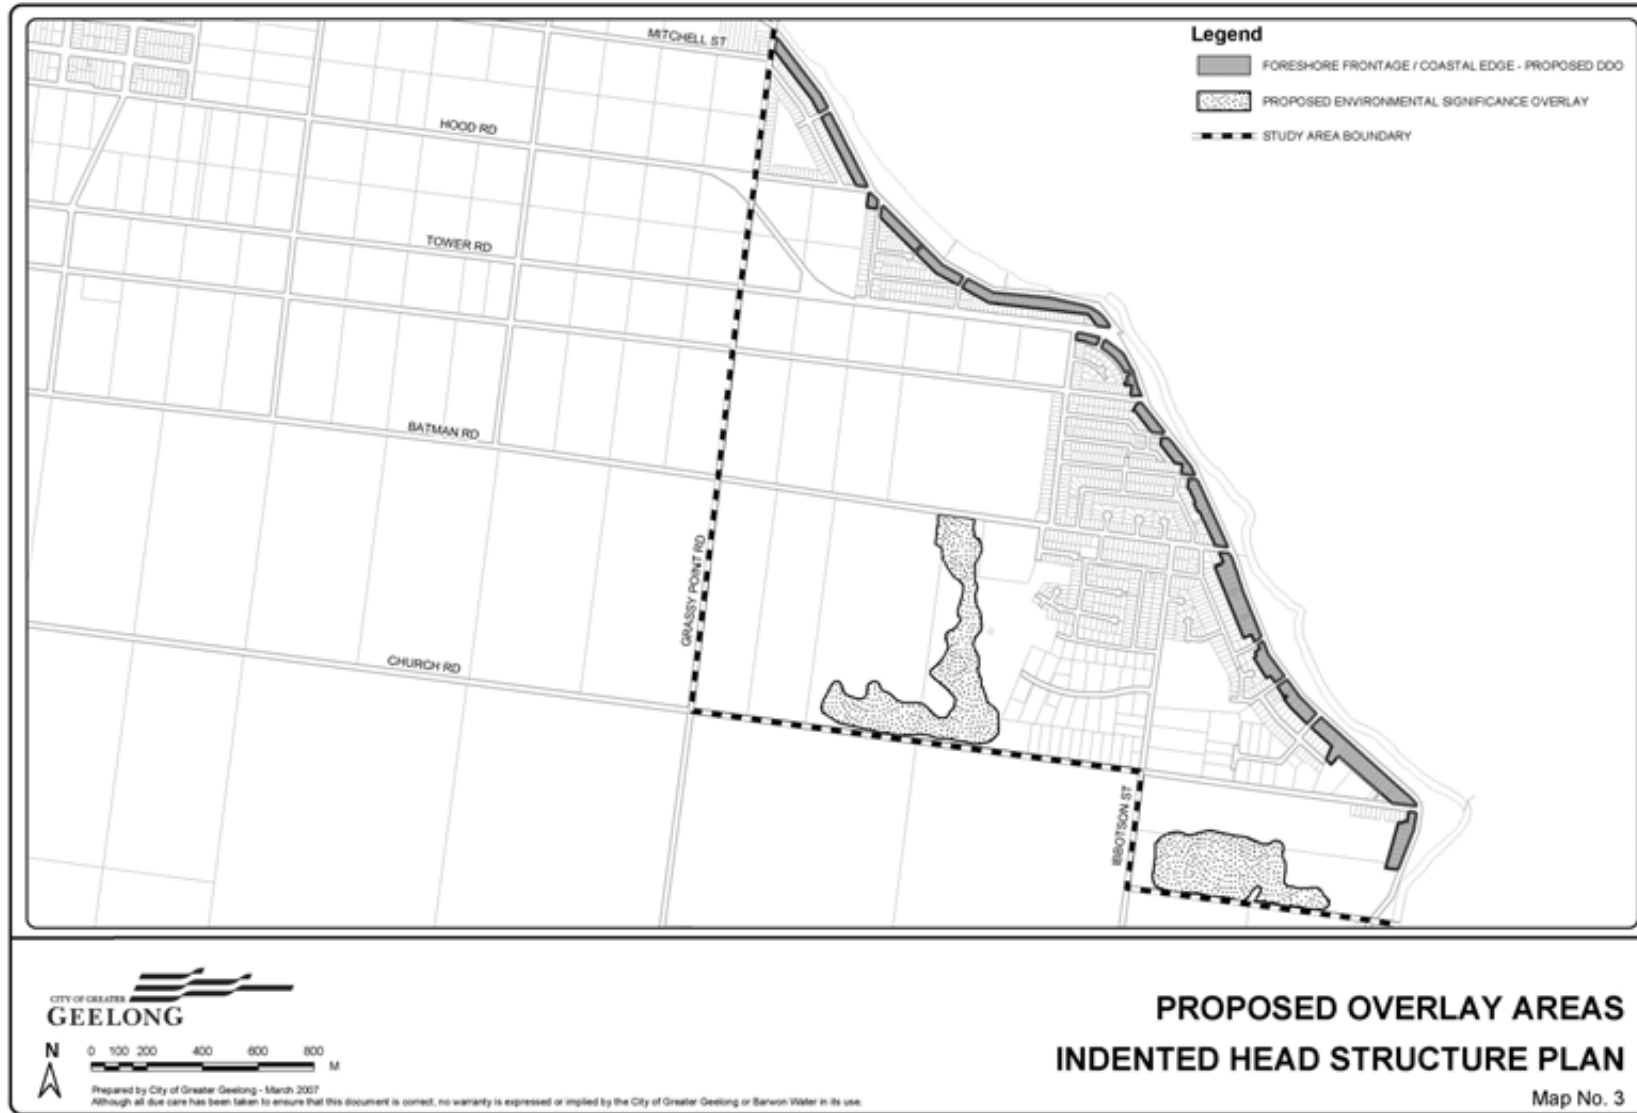 MITCHELL ST
Legend
FORESHORE FRONTAGE / COASTAL EDGE - PROPOSED DDO
PROPOSED ENVIRONMENTAL SIGNIFICANCE OVERLAY
STUDY AREA BOUNDARY
HOOD RD
TOWER RD
BATMAN RD
GRASSY POINT RD
CHURCH RD
IBBOTSON ST
CITY OF GREATER
GEELONG
N
0 100 200 400 600 800
M
Prepared by City of Greater Geelong - March 2007
Although all due care has been taken to ensure that this document is correct, no warranty is expressed or implied by the City of Greater Geelong or Barwon Water in its use.
PROPOSED OVERLAY AREAS
INDENTED HEAD STRUCTURE PLAN
Map No. 3